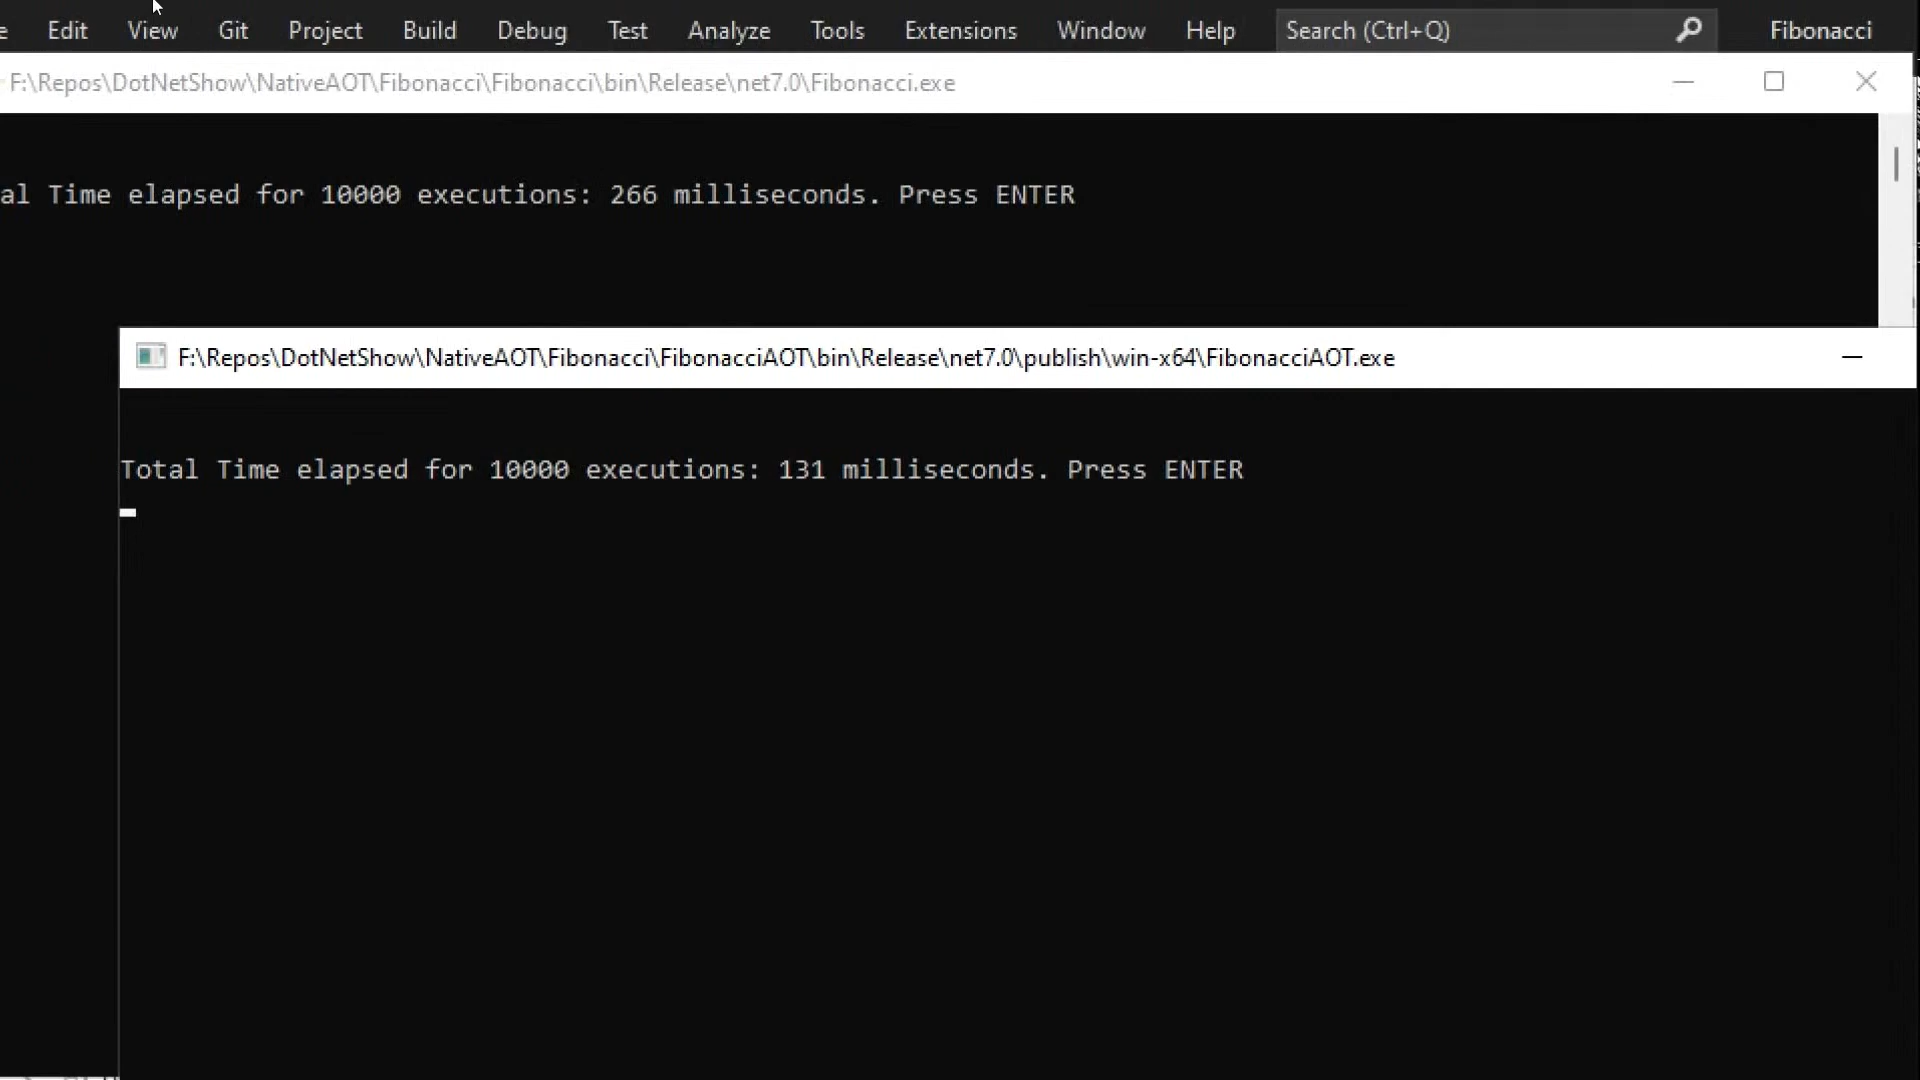 Edit View Git Project Build Debug Test Analyze Tools Extensions Window Help Search (Ctrl+Q) Fibonacci
F:\Repos\DotNetShow\NativeAOT\Fibonacci\Fibonacci\bin\Release\net7.0\Fibonacci.exe
al Time elapsed for 10000 executions: 266 milliseconds. Press ENTER
F:\Repos\DotNetShow\NativeAOT\Fibonacci\FibonacciAOT\bin\Release\net7.0\publish\win-x64\FibonacciAOT.exe
Total Time elapsed for 10000 executions: 131 milliseconds. Press ENTER